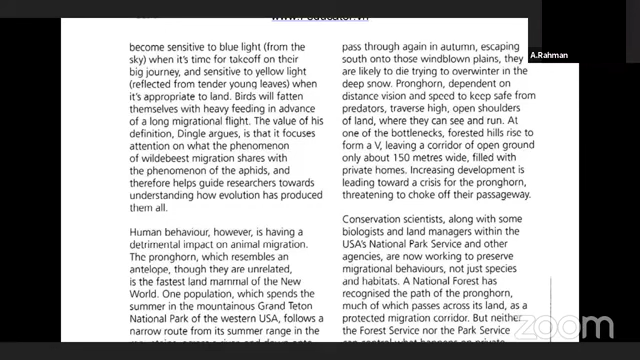 become sensitive to blue light (from the
sky) when it's time for takeoff on their
big journey, and sensitive to yellow light
(reflected from tender young leaves) when
it's appropriate to land. Birds will fatten
themselves with heavy feeding in advance
of a long migrational flight. The value of his
definition, Dingle argues, is that it focuses
attention on what the phenomenon
of wildebeest migration shares with
the phenomenon of the aphids, and
therefore helps guide researchers towards
understanding how evolution has produced
them all.
Human behaviour, however, is having a
detrimental impact on animal migration.
The pronghorn, which resembles an
antelope, though they are unrelated,
is the fastest land mammal of the New
World. One population, which spends the
summer in the mountainous Grand Teton
National Park of the western USA, follows a
narrow route from its summer range in the
pass through again in autumn, escaping
south onto those windblown plains, they
are likely to die trying to overwinter in the
deep snow. Pronghorn, dependent on
distance vision and speed to keep safe from
predators, traverse high, open shoulders
of land, where they can see and run. At
one of the bottlenecks, forested hills rise to
form a V, leaving a corridor of open ground
only about 150 metres wide, filled with
private homes. Increasing development is
leading toward a crisis for the pronghorn,
threatening to choke off their passageway.
Conservation scientists, along with some
biologists and land managers within the
USA's National Park Service and other
agencies, are now working to preserve
migrational behaviours, not just species
and habitats. A National Forest has
recognised the path of the pronghorn,
much of which passes across its land, as
a protected migration corridor. But neither
the Forest Service nor the Park Service
can control what happens on private
A.Rahman
zoom